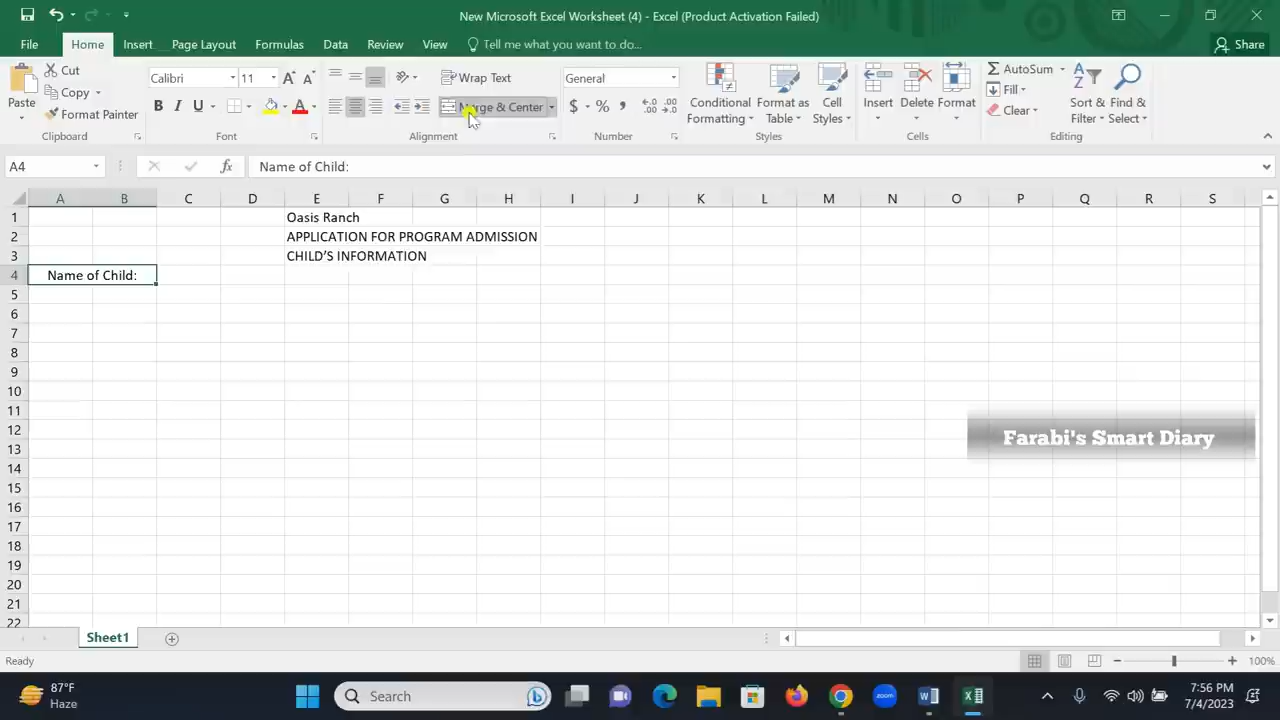 New Microsoft Excel Worksheet (4) - Excel (Product Activation Failed)
File Home Insert Page Layout Formulas Data Review View Tell me what you want to do... Share
Paste Cut Copy Format Painter
Calibri 11
B I U A
Wrap Text
Merge & Center
General
$ % ,
Conditional Formatting
Format as Table
Cell Styles
Insert Delete Format
AutoSum
Fill
Clear
Sort & Filter
Find & Select
Clipboard Font Alignment Number Styles Cells Editing
A4 fx Name of Child:
A B C D E F G H I J K L M N O P Q R S
1 Oasis Ranch
2 APPLICATION FOR PROGRAM ADMISSION
3 CHILD’S INFORMATION
4 Name of Child:
5
6
7
8
9
10
11
12
13
14
15
16
17
18
19
20
21
22
Farabi's Smart Diary
Sheet1
Ready 100%
87°F
Haze
Search
zoom
7:56 PM
7/4/2023